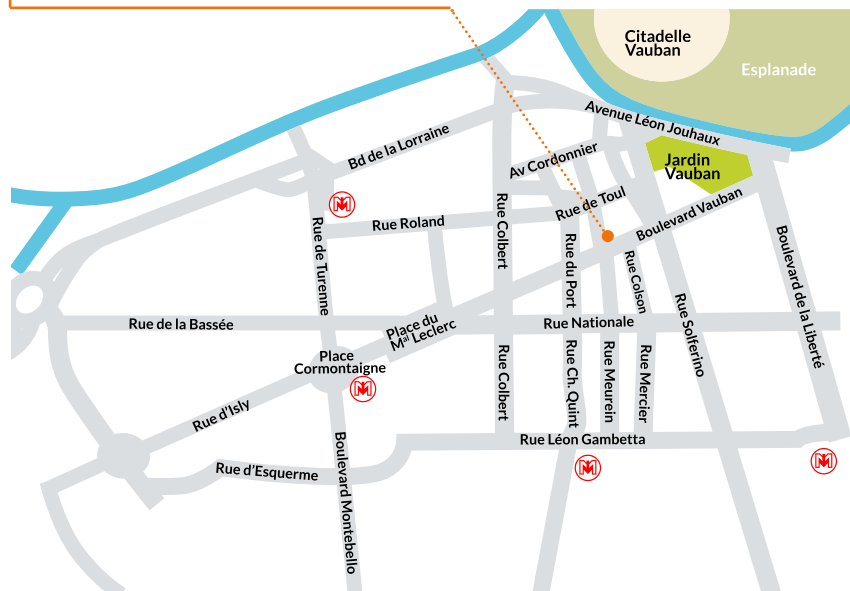 Citadelle
Vauban
Esplanade
Avenue Léon Jouhaux
Bd de la Lorraine
Av Cordonnier
Jardin
Vauban
Rue de Toul
Boulevard Vauban
Rue Roland
Rue Colbert
Rue de Turenne
Rue du Port
Rue Colson
Boulevard de la Liberté
Rue Solferino
Rue de la Bassée
Place du
Mal Leclerc
Rue Nationale
Place
Cormontaigne
Rue Colbert
Rue Ch. Quint
Rue Meurein
Rue Mercier
Rue d'Isly
Rue Léon Gambetta
Rue d'Esquerme
Boulevard Montebello
M
M
M
M